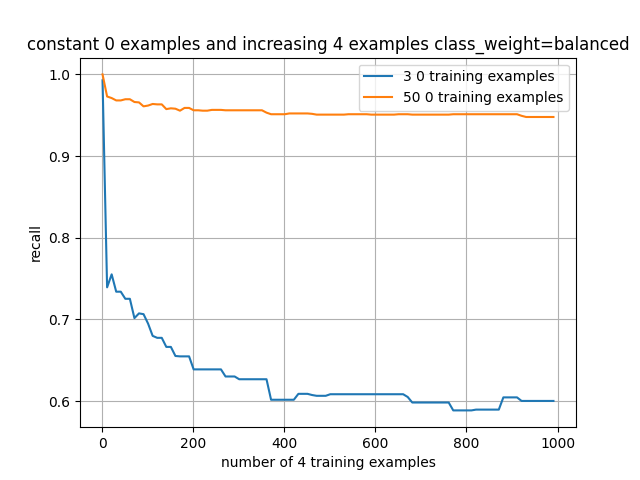 constant 0 examples and increasing 4 examples class_weight=balanced
3 0 training examples
50 0 training examples
recall
1.0
0.9
0.8
0.7
0.6
0 200 400 600 800 1000
number of 4 training examples